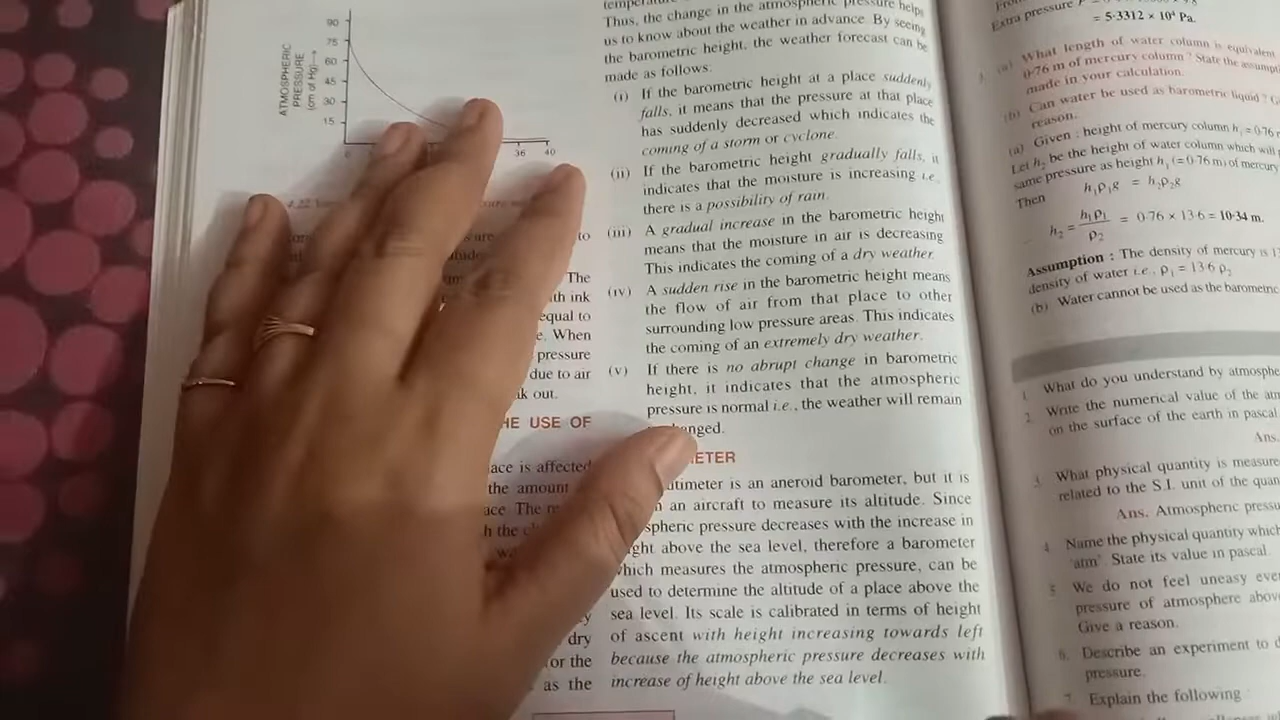 90
75
60
45
30
15
ATMOSPHERIC
PRESSURE
(cm of Hg)→
0
36
40
to
The
ith ink
equal to
e. When
pressure
due to air
ak out.
HE USE OF
ace is affected
the amount
ace. The
h the
dry
or the
as the
temperature
Thus, the change in the atmospheric pressure helps
us to know about the weather in advance. By seeing
the barometric height, the weather forecast can be
made as follows:
(i) If the barometric height at a place suddenly
falls, it means that the pressure at that place
has suddenly decreased which indicates the
coming of a storm or cyclone.
(ii) If the barometric height gradually falls, it
indicates that the moisture is increasing i.e.
there is a possibility of rain.
(iii) A gradual increase in the barometric height
means that the moisture in air is decreasing
This indicates the coming of a dry weather.
(iv) A sudden rise in the barometric height means
the flow of air from that place to other
surrounding low pressure areas. This indicates
the coming of an extremely dry weather.
(v) If there is no abrupt change in barometric
height, it indicates that the atmospheric
pressure is normal i.e., the weather will remain
anged.
METER
ltimeter is an aneroid barometer, but it is
n an aircraft to measure its altitude. Since
spheric pressure decreases with the increase in
ght above the sea level, therefore a barometer
which measures the atmospheric pressure, can be
used to determine the altitude of a place above the
sea level. Its scale is calibrated in terms of height
of ascent with height increasing towards left
because the atmospheric pressure decreases with
increase of height above the sea level.
Extra pressure P
= 5·3312 × 10⁴ Pa.
(a) What length of water column is equivalent
0·76 m of mercury column ? State the assumpti
made in your calculation.
(b) Can water be used as barometric liquid ?
reason.
(a) Given : height of mercury column h₁ = 0·76
Let h₂ be the height of water column which will
same pressure as height h₁ (= 0·76 m) of mercury
Then h₁ρ₁g = h₂ρ₂g
h₂ = h₁ρ₁/ρ₂ = 0·76 × 13·6 = 10·34 m.
Assumption : The density of mercury is 13
density of water i.e., ρ₁ = 13·6 ρ₂
(b) Water cannot be used as the barometric
1. What do you understand by atmosphe
2. Write the numerical value of the atm
on the surface of the earth in pascal.
Ans.
3. What physical quantity is measure
related to the S.I. unit of the quan
Ans. Atmospheric pressu
4. Name the physical quantity which
'atm'. State its value in pascal.
5. We do not feel uneasy eve
pressure of atmosphere abov
Give a reason.
6. Describe an experiment to d
pressure.
7. Explain the following :